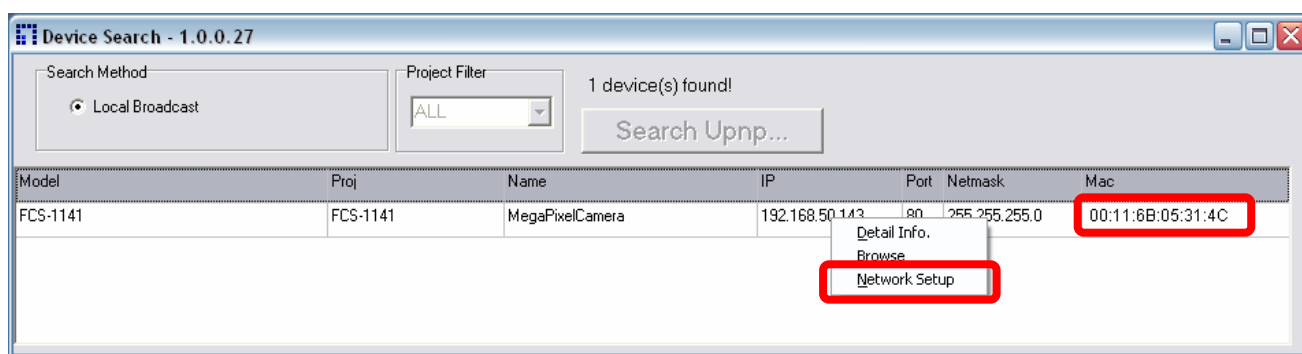 Device Search - 1.0.0.27
Search Method
Local Broadcast
Project Filter
ALL
1 device(s) found!
Search Upnp...
Model Proj Name IP Port Netmask Mac
FCS-1141 FCS-1141 MegaPixelCamera 192.168.50.143 80 255.255.255.0 00:11:6B:05:31:4C
Detail Info.
Browse
Network Setup